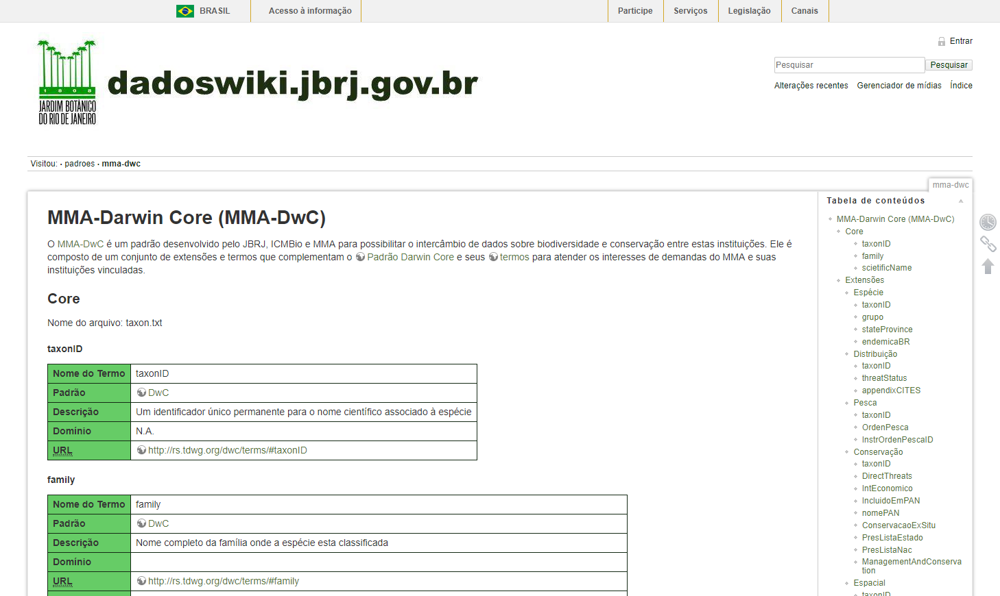 BRASIL
Acesso à informação
Participe
Serviços
Legislação
Canais
1808
JARDIM BOTÂNICO
DO RIO DE JANEIRO
dadoswiki.jbrj.gov.br
Entrar
Pesquisar
Pesquisar
Alterações recentes Gerenciador de mídias Índice
Visitou: • padroes • mma-dwc
mma-dwc
MMA-Darwin Core (MMA-DwC)
O MMA-DwC é um padrão desenvolvido pelo JBRJ, ICMBio e MMA para possibilitar o intercâmbio de dados sobre biodiversidade e conservação entre estas instituições. Ele é
composto de um conjunto de extensões e termos que complementam o Padrão Darwin Core e seus termos para atender os interesses de demandas do MMA e suas
instituições vinculadas.
Core
Nome do arquivo: taxon.txt
taxonID
Nome do Termo taxonID
Padrão DwC
Descrição Um identificador único permanente para o nome científico associado à espécie
Domínio N.A.
URL http://rs.tdwg.org/dwc/terms/#taxonID
family
Nome do Termo family
Padrão DwC
Descrição Nome completo da família onde a espécie esta classificada
Domínio
URL http://rs.tdwg.org/dwc/terms/#family
Tabela de conteúdos
MMA-Darwin Core (MMA-DwC)
Core
taxonID
family
scietificName
Extensões
Espécie
taxonID
grupo
stateProvince
endemicaBR
Distribuição
taxonID
threatStatus
appendixCITES
Pesca
taxonID
OrdenPesca
InstrOrdenPescaID
Conservação
taxonID
DirectThreats
IntEconomico
IncluidoEmPAN
nomePAN
ConservacaoExSitu
PresListaEstado
PresListaNac
ManagementAndConserva
tion
Espacial
taxonID